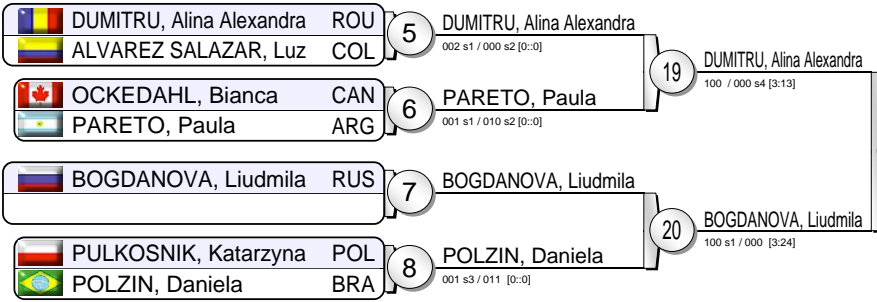 DUMITRU, Alina Alexandra ROU
ALVAREZ SALAZAR, Luz COL
5
DUMITRU, Alina Alexandra
002 s1 / 000 s2 [0::0]
OCKEDAHL, Bianca CAN
PARETO, Paula ARG
6
PARETO, Paula
001 s1 / 010 s2 [0::0]
19
DUMITRU, Alina Alexandra
100 / 000 s4 [3:13]
BOGDANOVA, Liudmila RUS
7
BOGDANOVA, Liudmila
PULKOSNIK, Katarzyna POL
POLZIN, Daniela BRA
8
POLZIN, Daniela
001 s3 / 011 [0::0]
20
BOGDANOVA, Liudmila
100 s1 / 000 [3:24]